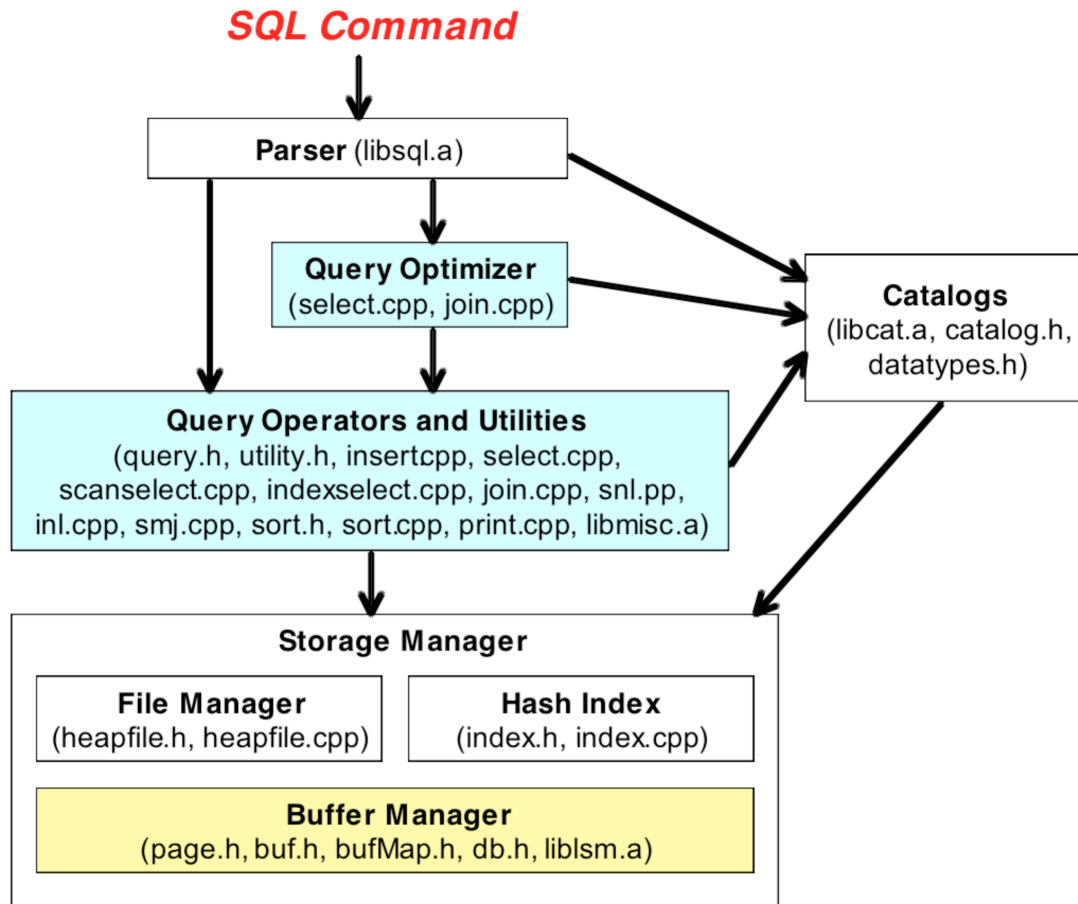 SQL Command
Parser (libsql.a)
Query Optimizer
(select.cpp, join.cpp)
Catalogs
(libcat.a, catalog.h,
datatypes.h)
Query Operators and Utilities
(query.h, utility.h, insert.cpp, select.cpp,
scanselect.cpp, indexselect.cpp, join.cpp, snl.pp,
inl.cpp, smj.cpp, sort.h, sort.cpp, print.cpp, libmisc.a)
Storage Manager
File Manager
(heapfile.h, heapfile.cpp)
Hash Index
(index.h, index.cpp)
Buffer Manager
(page.h, buf.h, bufMap.h, db.h, liblsm.a)